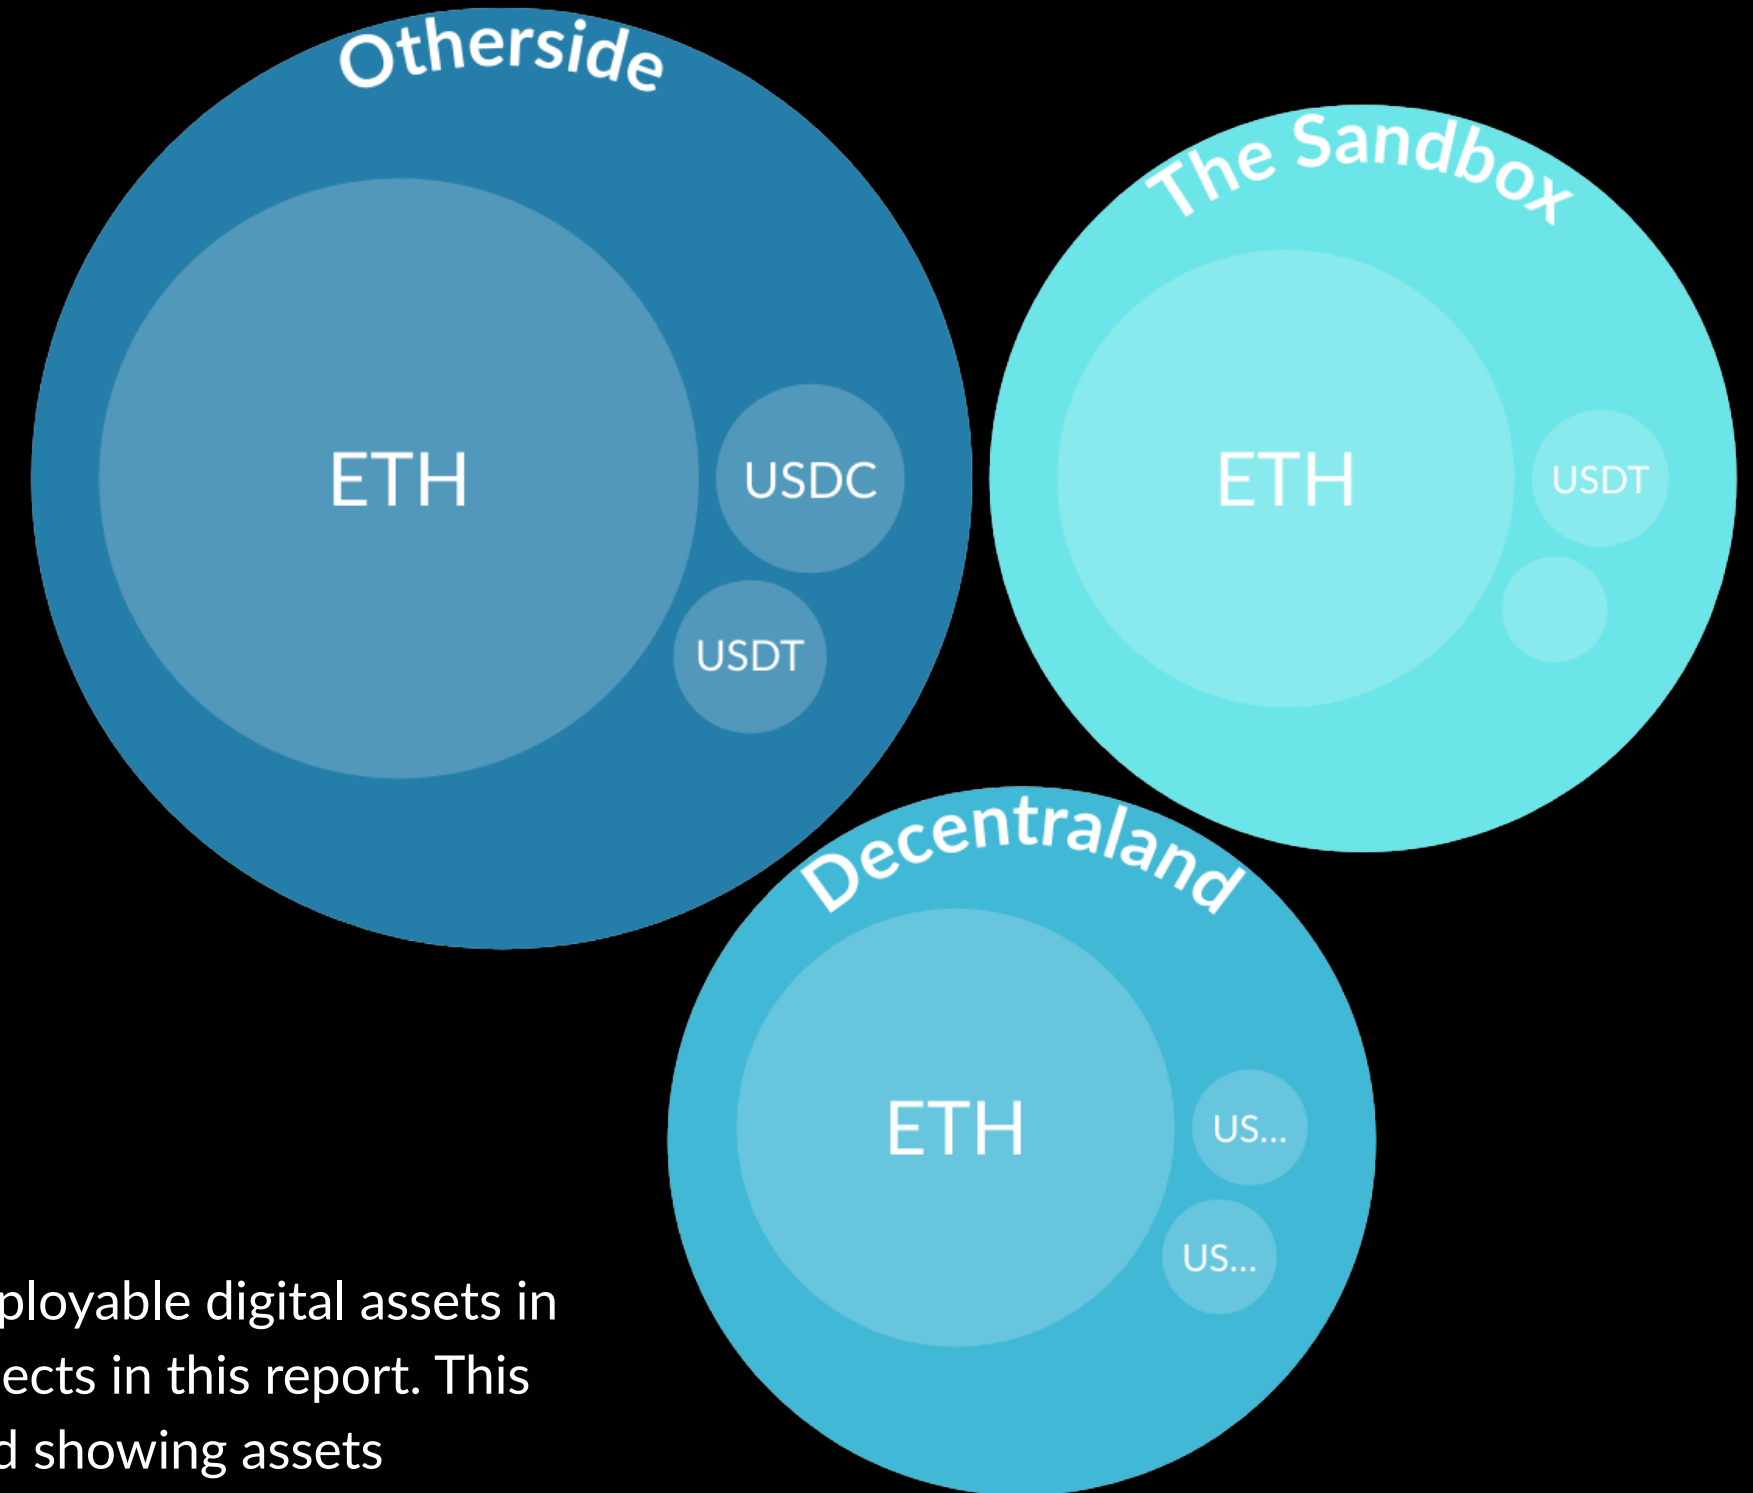 Otherside
The Sandbox
ETH
USDC
USDT
ETH
USDT
Decentraland
ETH
US...
US...
ployable digital assets in
ects in this report. This
d showing assets